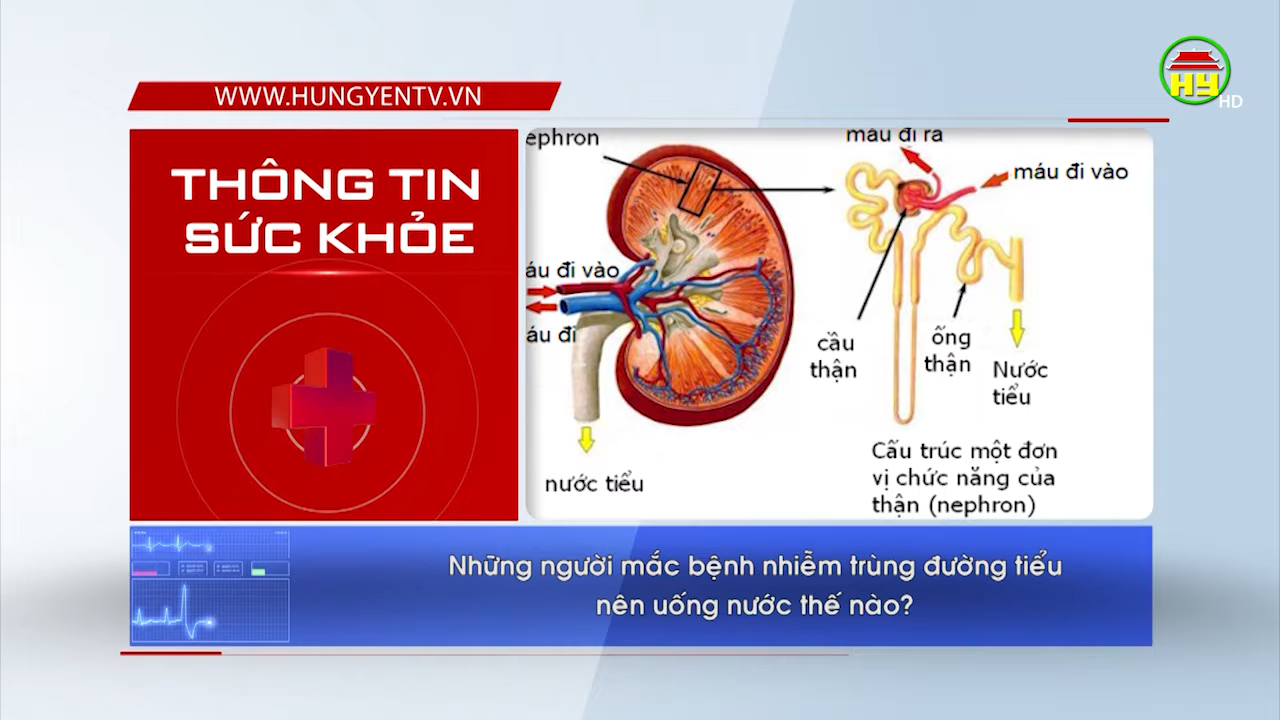 WWW.HUNGYENTV.VN
HY
HD
THÔNG TIN
SỨC KHỎE
ephron
máu đi ra
máu đi vào
áu đi vào
áu đi
cầu
thận
ống
thận
Nước
tiểu
nước tiểu
Cấu trúc một đơn
vị chức năng của
thận (nephron)
Những người mắc bệnh nhiễm trùng đường tiểu
nên uống nước thế nào?